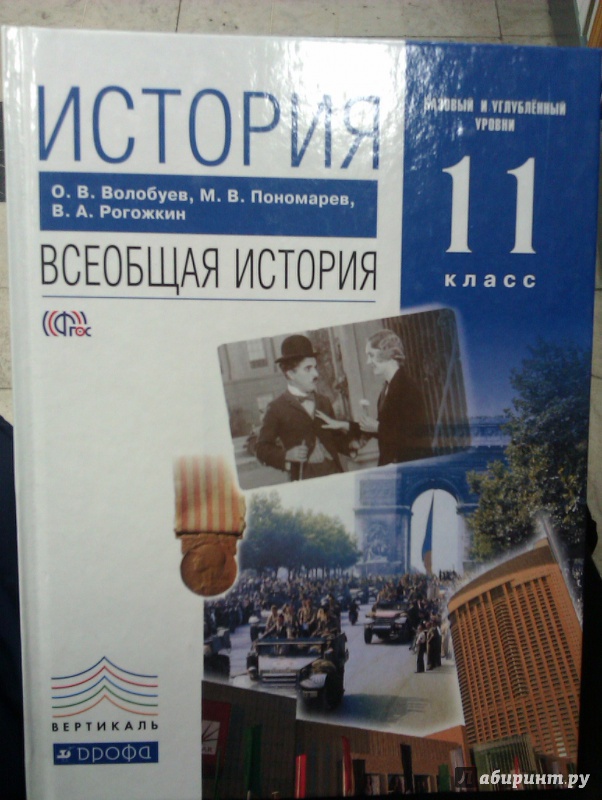 ИСТОРИЯ
БАЗОВЫЙ И УГЛУБЛЁННЫЙ
УРОВНИ
О. В. Волобуев, М. В. Пономарев,
В. А. Рогожкин
11
класс
ВСЕОБЩАЯ ИСТОРИЯ
ФГОС
ВЕРТИКАЛЬ
дрофа
Лабиринт.ру